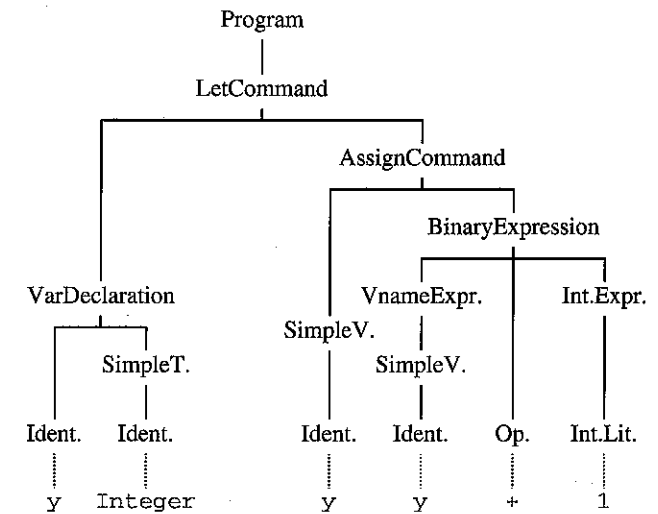 Program
LetCommand
AssignCommand
BinaryExpression
VarDeclaration VnameExpr. Int.Expr.
SimpleV.
SimpleT. SimpleV.
Ident. Ident. Ident. Ident. Op. Int.Lit.
y Integer y y + 1